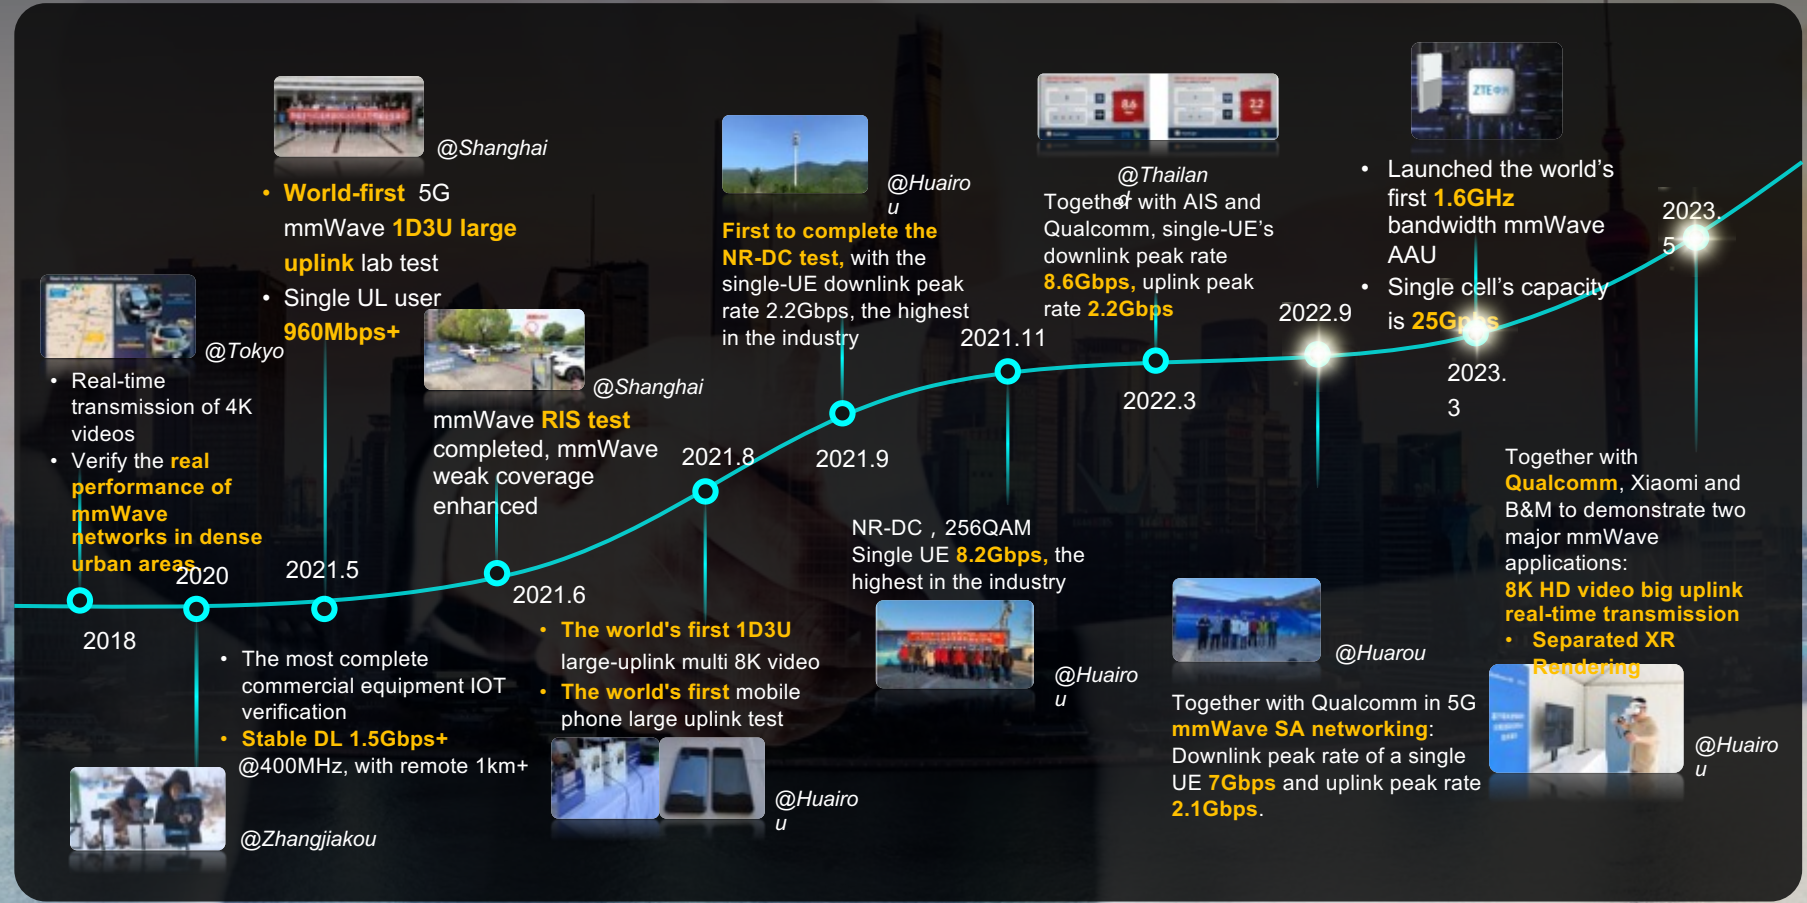 @Tokyo
• Real-time
transmission of 4K
videos
• Verify the real
performance of
mmWave
networks in dense
urban areas.
2018
2020
• The most complete
commercial equipment IOT
verification
• Stable DL 1.5Gbps+
@400MHz, with remote 1km+
@Zhangjiakou
@Shanghai
• World-first 5G
mmWave 1D3U large
uplink lab test
• Single UL user
960Mbps+
2021.5
@Shanghai
mmWave RIS test
completed, mmWave
weak coverage
enhanced
2021.6
2021.8
• The world's first 1D3U
large-uplink multi 8K video
• The world's first mobile
phone large uplink test
@Huairo
u
@Huairo
u
First to complete the
NR-DC test, with the
single-UE downlink peak
rate 2.2Gbps, the highest
in the industry
2021.9
2021.11
NR-DC，256QAM
Single UE 8.2Gbps, the
highest in the industry
@Huairo
u
8.6
2.2
@Thailan
d
Together with AIS and
Qualcomm, single-UE’s
downlink peak rate
8.6Gbps, uplink peak
rate 2.2Gbps
2022.3
2022.9
@Huarou
Together with Qualcomm in 5G
mmWave SA networking:
Downlink peak rate of a single
UE 7Gbps and uplink peak rate
2.1Gbps.
ZTE中兴
• Launched the world’s
first 1.6GHz
bandwidth mmWave
AAU
• Single cell’s capacity
is 25Gpbs
2023.
3
2023.
5
Together with
Qualcomm, Xiaomi and
B&M to demonstrate two
major mmWave
applications:
8K HD video big uplink
real-time transmission
• Separated XR
Rendering
@Huairo
u